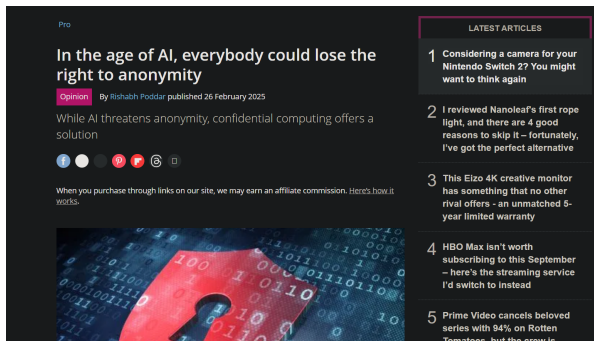 Pro
In the age of AI, everybody could lose the
right to anonymity
Opinion By Rishabh Poddar published 26 February 2025
While AI threatens anonymity, confidential computing offers a
solution
When you purchase through links on our site, we may earn an affiliate commission. Here's how it
works.
LATEST ARTICLES
1 Considering a camera for your
Nintendo Switch 2? You might
want to think again
2 I reviewed Nanoleaf's first rope
light, and there are 4 good
reasons to skip it – fortunately,
I've got the perfect alternative
3 This Eizo 4K creative monitor
has something that no other
rival offers - an unmatched 5-
year limited warranty
4 HBO Max isn't worth
subscribing to this September
– here's the streaming service
I'd switch to instead
5 Prime Video cancels beloved
series with 94% on Rotten
Tomatoes, but the crew is